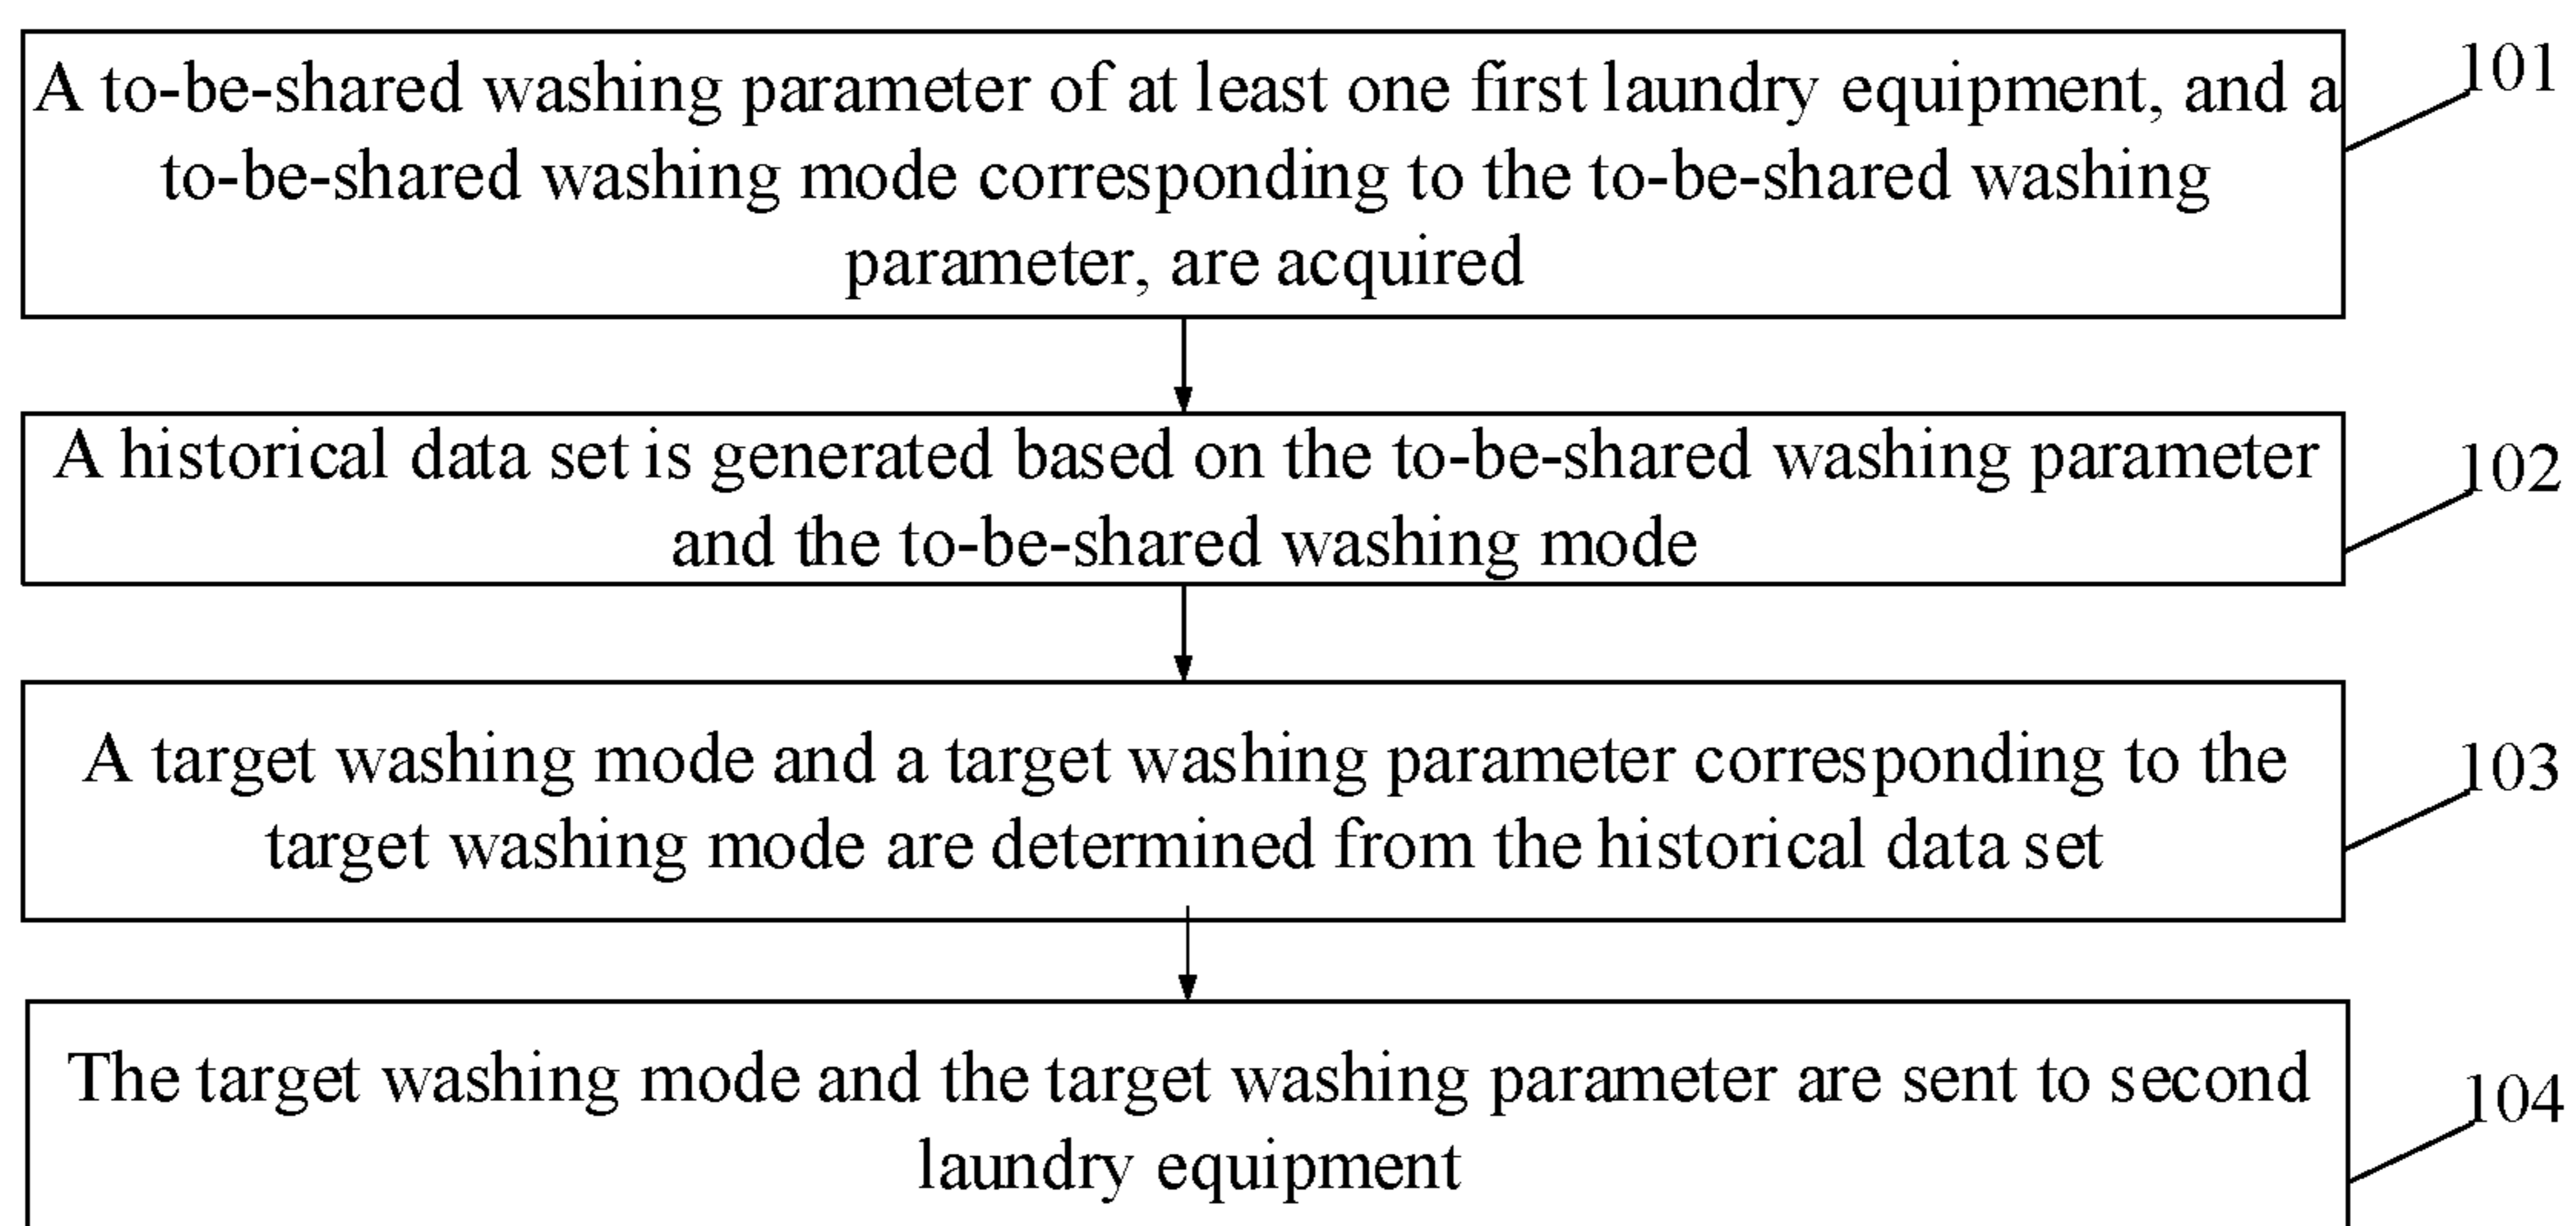 A to-be-shared washing parameter of at least one first laundry equipment, and a
to-be-shared washing mode corresponding to the to-be-shared washing
parameter, are acquired
101
A historical data set is generated based on the to-be-shared washing parameter
and the to-be-shared washing mode
102
A target washing mode and a target washing parameter corresponding to the
target washing mode are determined from the historical data set
103
The target washing mode and the target washing parameter are sent to second
laundry equipment
104